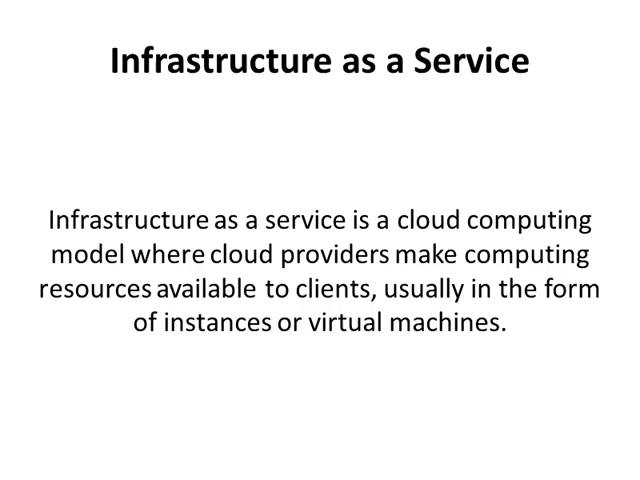 Infrastructure as a Service
Infrastructure as a service is a cloud computing
model where cloud providers make computing
resources available to clients, usually in the form
of instances or virtual machines.